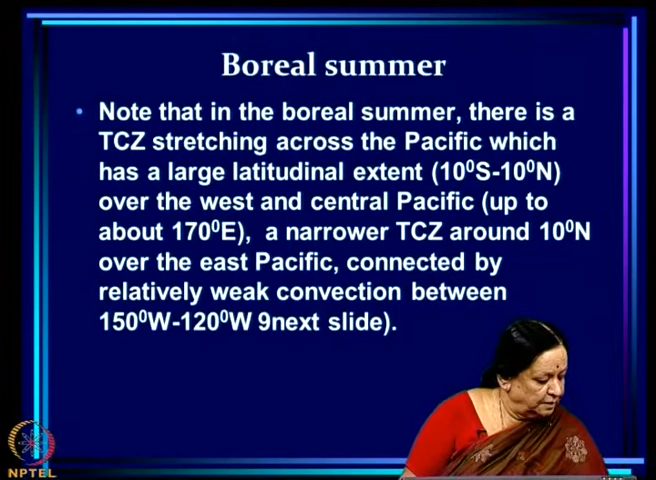 Boreal summer
• Note that in the boreal summer, there is a
TCZ stretching across the Pacific which
has a large latitudinal extent (10⁰S-10⁰N)
over the west and central Pacific (up to
about 170⁰E), a narrower TCZ around 10⁰N
over the east Pacific, connected by
relatively weak convection between
150⁰W-120⁰W 9next slide).
NPTEL